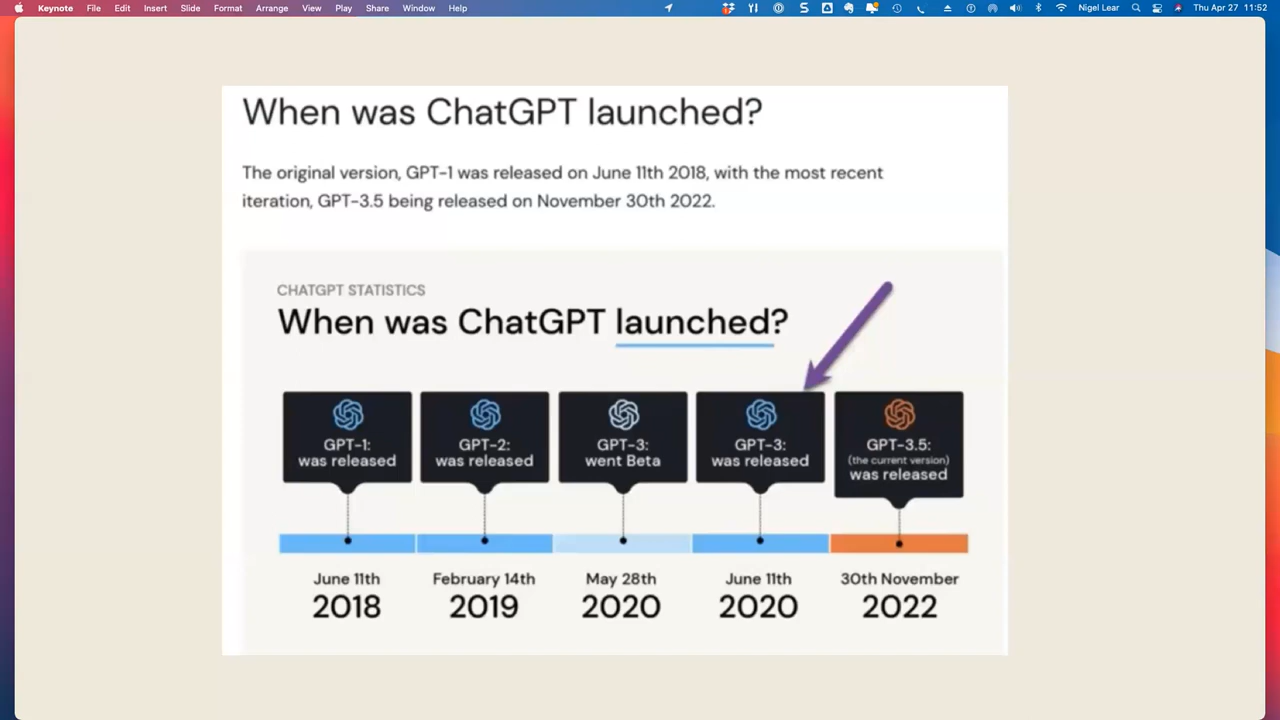 Keynote File Edit Insert Slide Format Arrange View Play Share Window Help Nigel Lear Thu Apr 27 11:52
When was ChatGPT launched?
The original version, GPT-1 was released on June 11th 2018, with the most recent
iteration, GPT-3.5 being released on November 30th 2022.
CHATGPT STATISTICS
When was ChatGPT launched?
GPT-1:
was released
GPT-2:
was released
GPT-3:
went Beta
GPT-3:
was released
GPT-3.5:
(the current version)
was released
June 11th
2018
February 14th
2019
May 28th
2020
June 11th
2020
30th November
2022